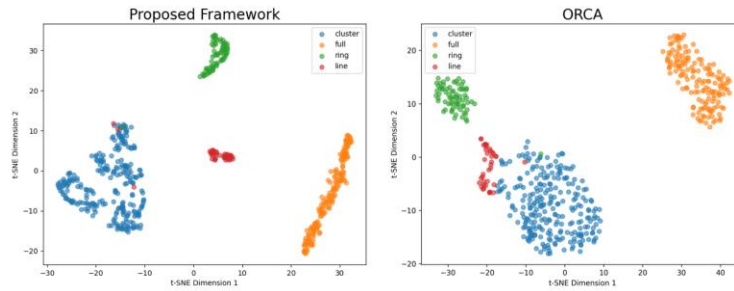 Proposed Framework
cluster
full
ring
line
30
20
10
0
−10
−20
t-SNE Dimension 2
−30
−20
−10
0
10
20
30
t-SNE Dimension 1
ORCA
cluster
full
ring
line
20
10
0
−10
−20
t-SNE Dimension 2
−30
−20
−10
0
10
20
30
40
t-SNE Dimension 1